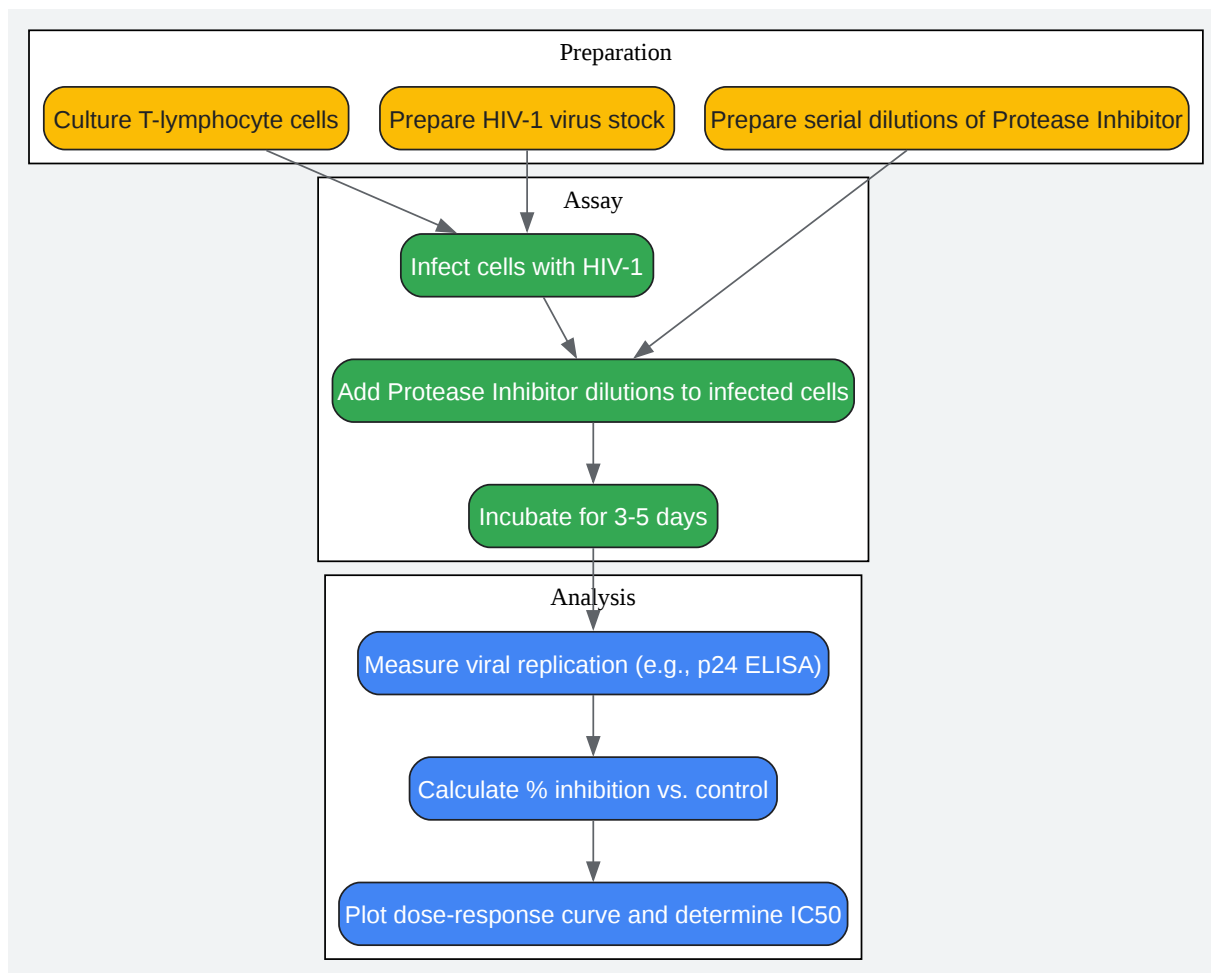 Preparation
Culture T-lymphocyte cells
Prepare HIV-1 virus stock
Prepare serial dilutions of Protease Inhibitor
Assay
Infect cells with HIV-1
Add Protease Inhibitor dilutions to infected cells
Incubate for 3-5 days
Analysis
Measure viral replication (e.g., p24 ELISA)
Calculate % inhibition vs. control
Plot dose-response curve and determine IC50